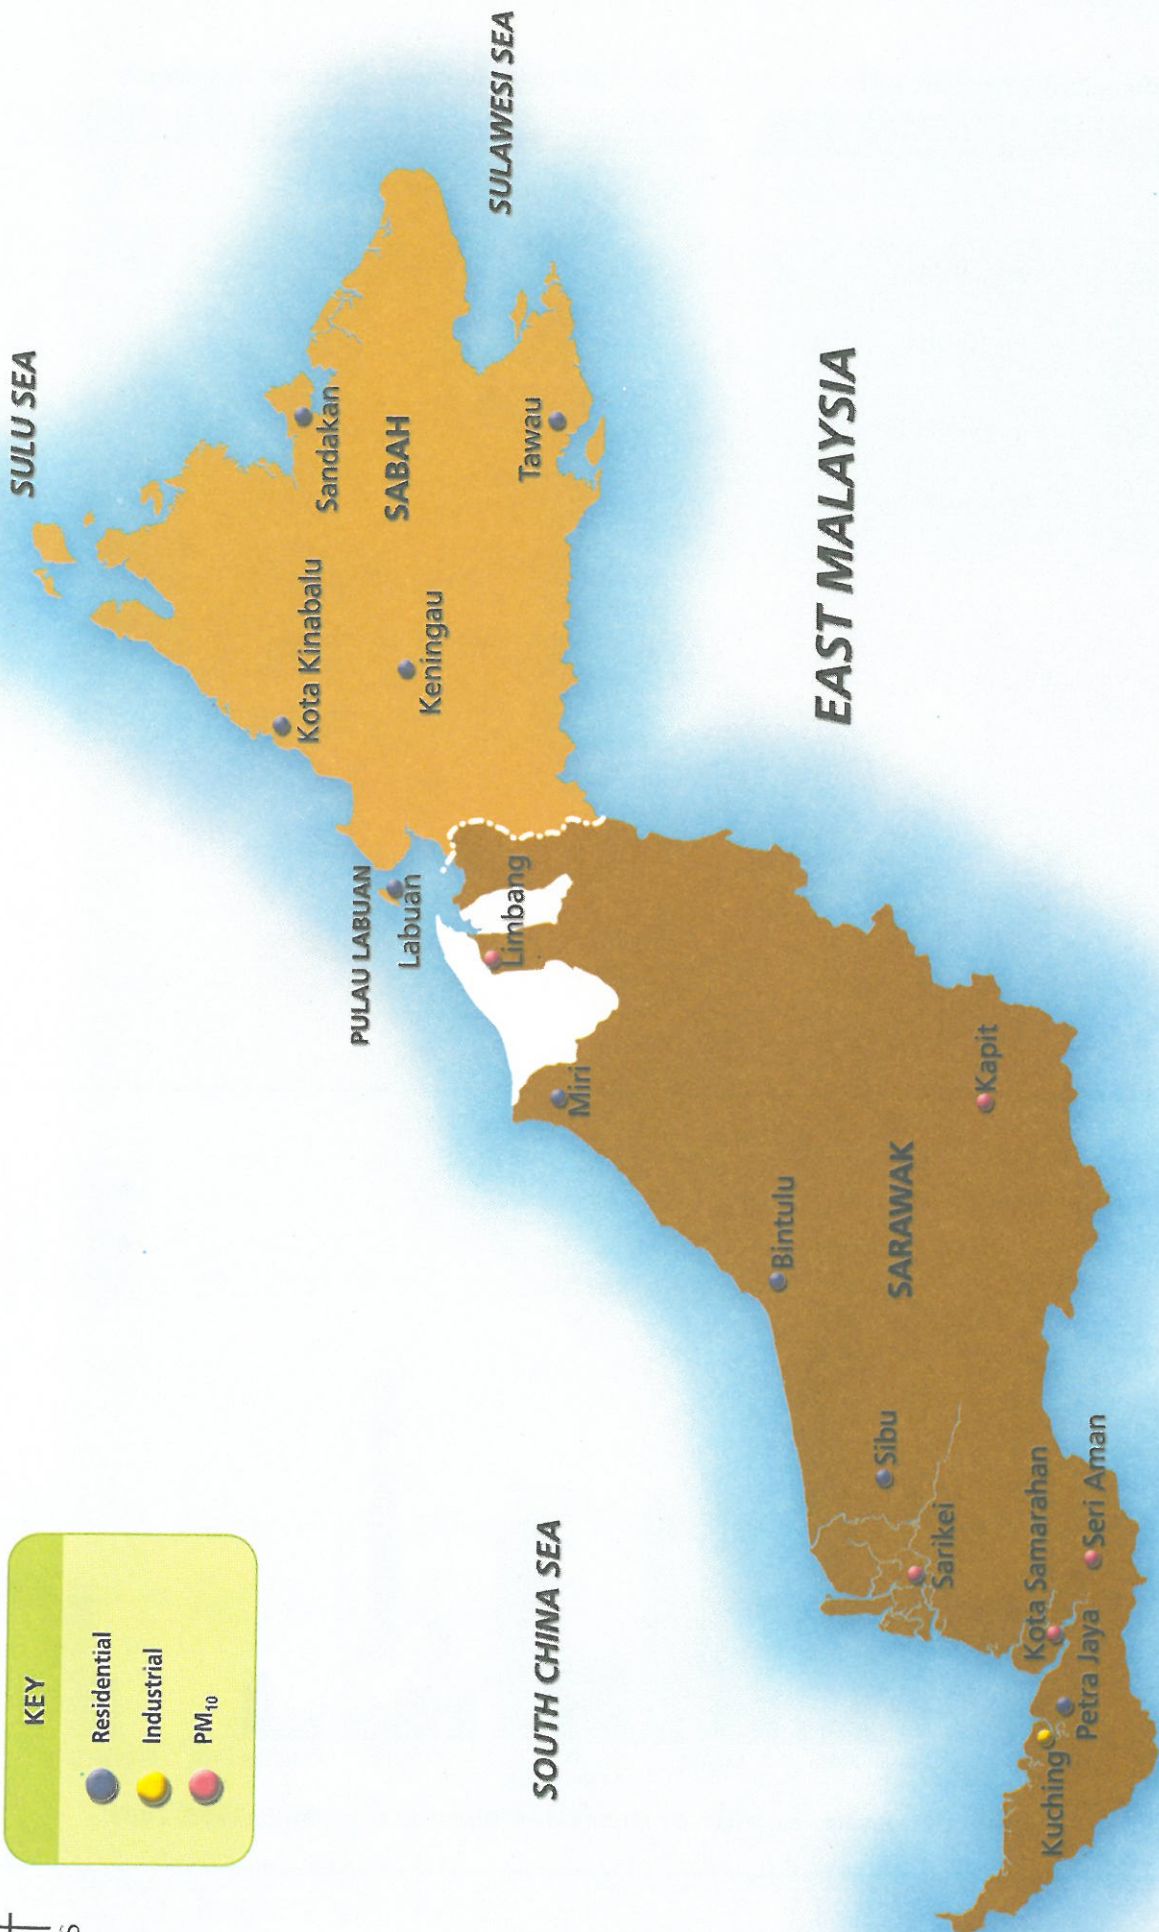 KEY
Residential
Industrial
PM₁₀
S
SULU SEA
SOUTH CHINA SEA
SULAWESI SEA
PULAU LABUAN
Labuan
Kota Kinabalu
Keningau
Sandakan
SABAH
Tawau
Limbang
Miri
Bintulu
SARAWAK
Kapit
Sibu
Sarikei
Kota Samarahan
Seri Aman
Petra Jaya
Kuching
EAST MALAYSIA